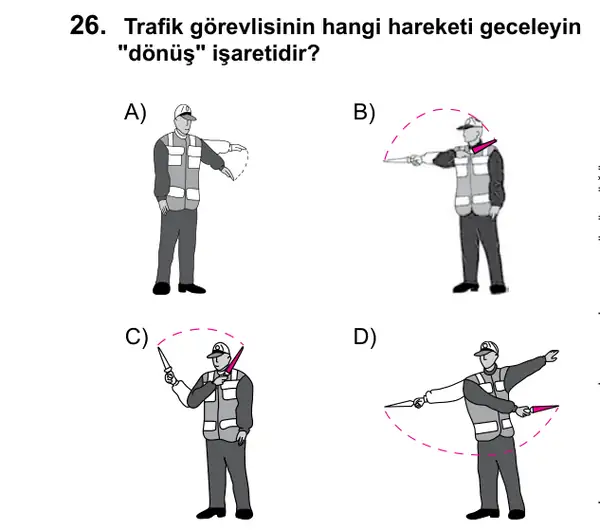 26. Trafik görevlisinin hangi hareketi geceleyin
"dönüş" işaretidir?
A)
B)
C)
D)